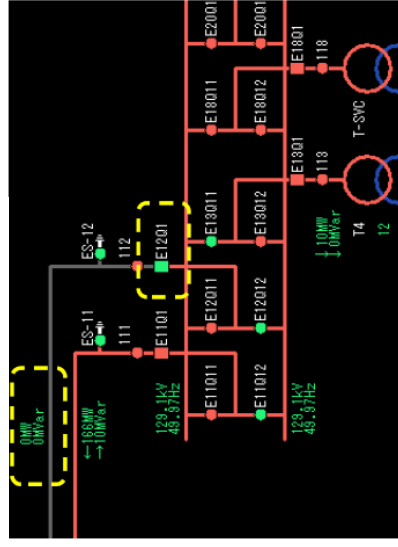 E20Q1
E20Q1
E18Q1
118
T-SVC
E18Q11
E18Q12
E13Q1
113
T4
12
10MW
0MVar
E13Q11
E13Q12
ES-12
112
E12Q1
E12Q11
E12Q12
ES-11
111
E11Q1
E11Q11
E11Q12
0MW
0MVar
←166MW
→10MVar
129.1kV
49.97Hz
129.1kV
49.97Hz